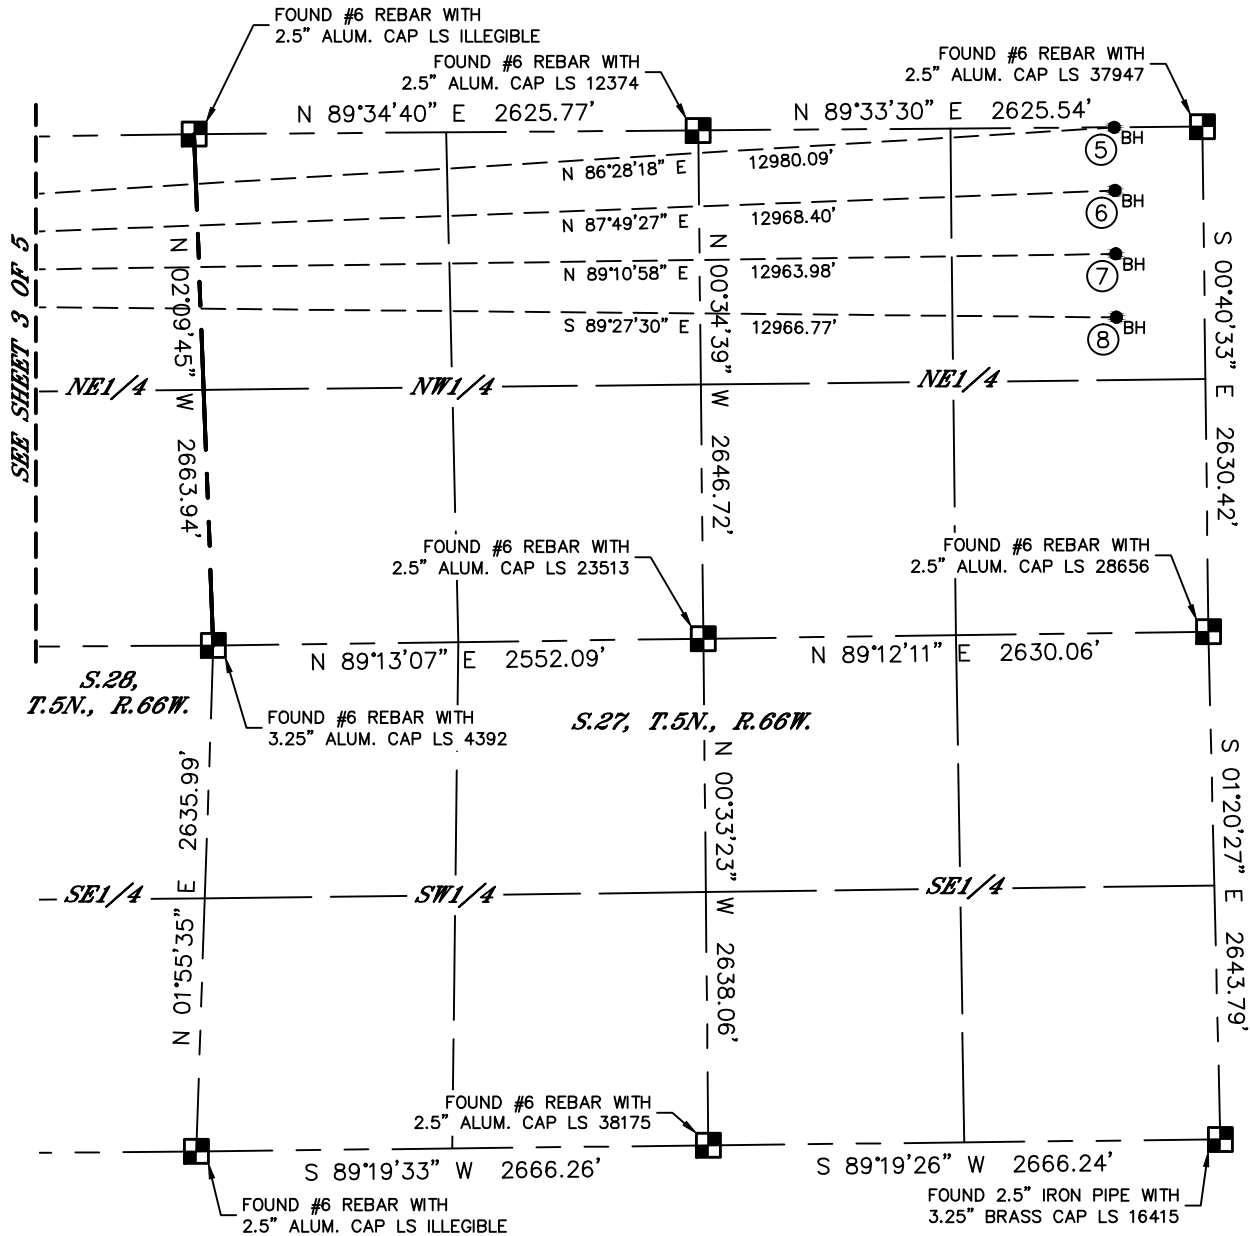 FOUND #6 REBAR WITH
2.5" ALUM. CAP LS ILLEGIBLE
FOUND #6 REBAR WITH
2.5" ALUM. CAP LS 12374
FOUND #6 REBAR WITH
2.5" ALUM. CAP LS 37947
N 89°34'40" E 2625.77'
N 89°33'30" E 2625.54'
5 BH
N 86°28'18" E 12980.09'
6 BH
N 87°49'27" E 12968.40'
7 BH
N 89°10'58" E 12963.98'
8 BH
S 89°27'30" E 12966.77'
SEE SHEET 3 OF 5
N 02°09'45" W 2663.94'
N 00°34'39" W 2646.72'
S 00°40'33" E 2630.42'
NE1/4
NW1/4
NE1/4
FOUND #6 REBAR WITH
2.5" ALUM. CAP LS 23513
FOUND #6 REBAR WITH
2.5" ALUM. CAP LS 28656
N 89°13'07" E 2552.09'
N 89°12'11" E 2630.06'
S.28,
T.5N., R.66W.
FOUND #6 REBAR WITH
3.25" ALUM. CAP LS 4392
S.27, T.5N., R.66W.
N 01°55'35" E 2635.99'
N 00°33'23" W 2638.06'
S 01°20'27" E 2643.79'
SE1/4
SW1/4
SE1/4
FOUND #6 REBAR WITH
2.5" ALUM. CAP LS 38175
S 89°19'33" W 2666.26'
S 89°19'26" W 2666.24'
FOUND #6 REBAR WITH
2.5" ALUM. CAP LS ILLEGIBLE
FOUND 2.5" IRON PIPE WITH
3.25" BRASS CAP LS 16415